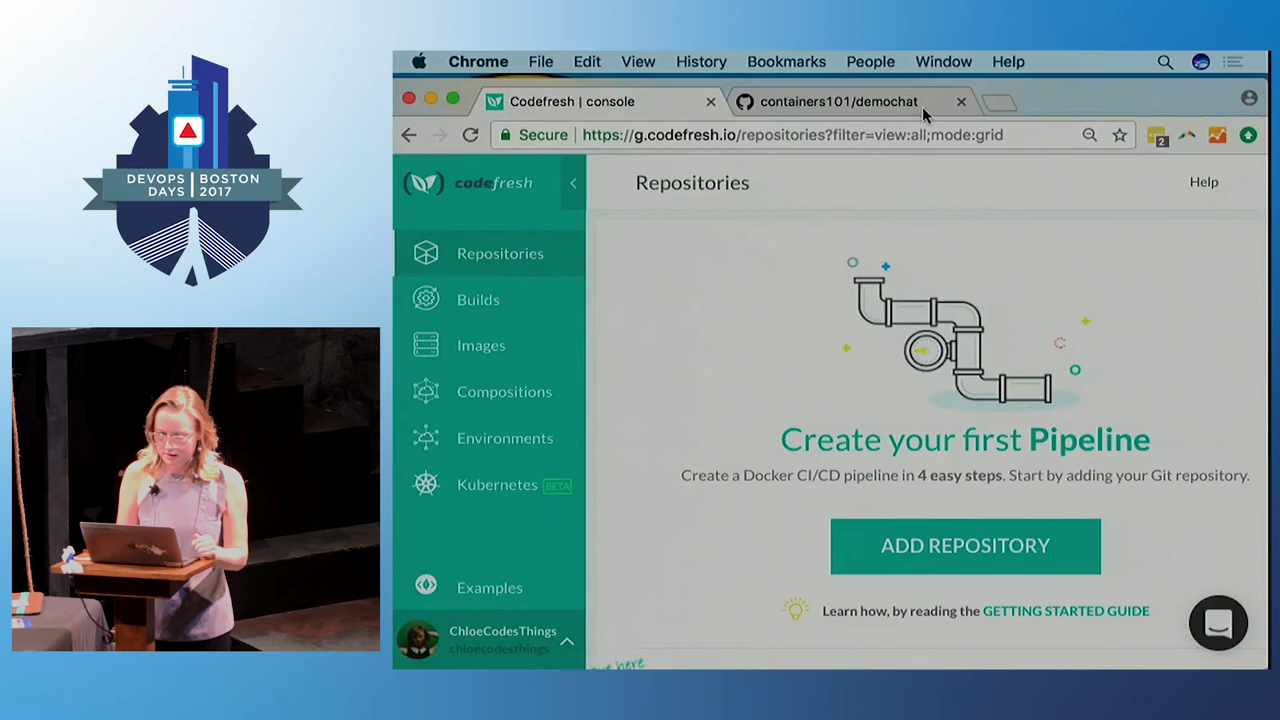 DEVOPS BOSTON
DAYS 2017
Chrome File Edit View History Bookmarks People Window Help
Codefresh | console
containers101/demochat
Secure https://g.codefresh.io/repositories?filter=view:all;mode:grid
2
codefresh
Repositories
Help
Repositories
Builds
Images
Compositions
Environments
Kubernetes BETA
Examples
ChloeCodesThings
chloecodesthings
Create your first Pipeline
Create a Docker CI/CD pipeline in 4 easy steps. Start by adding your Git repository.
ADD REPOSITORY
Learn how, by reading the GETTING STARTED GUIDE
here